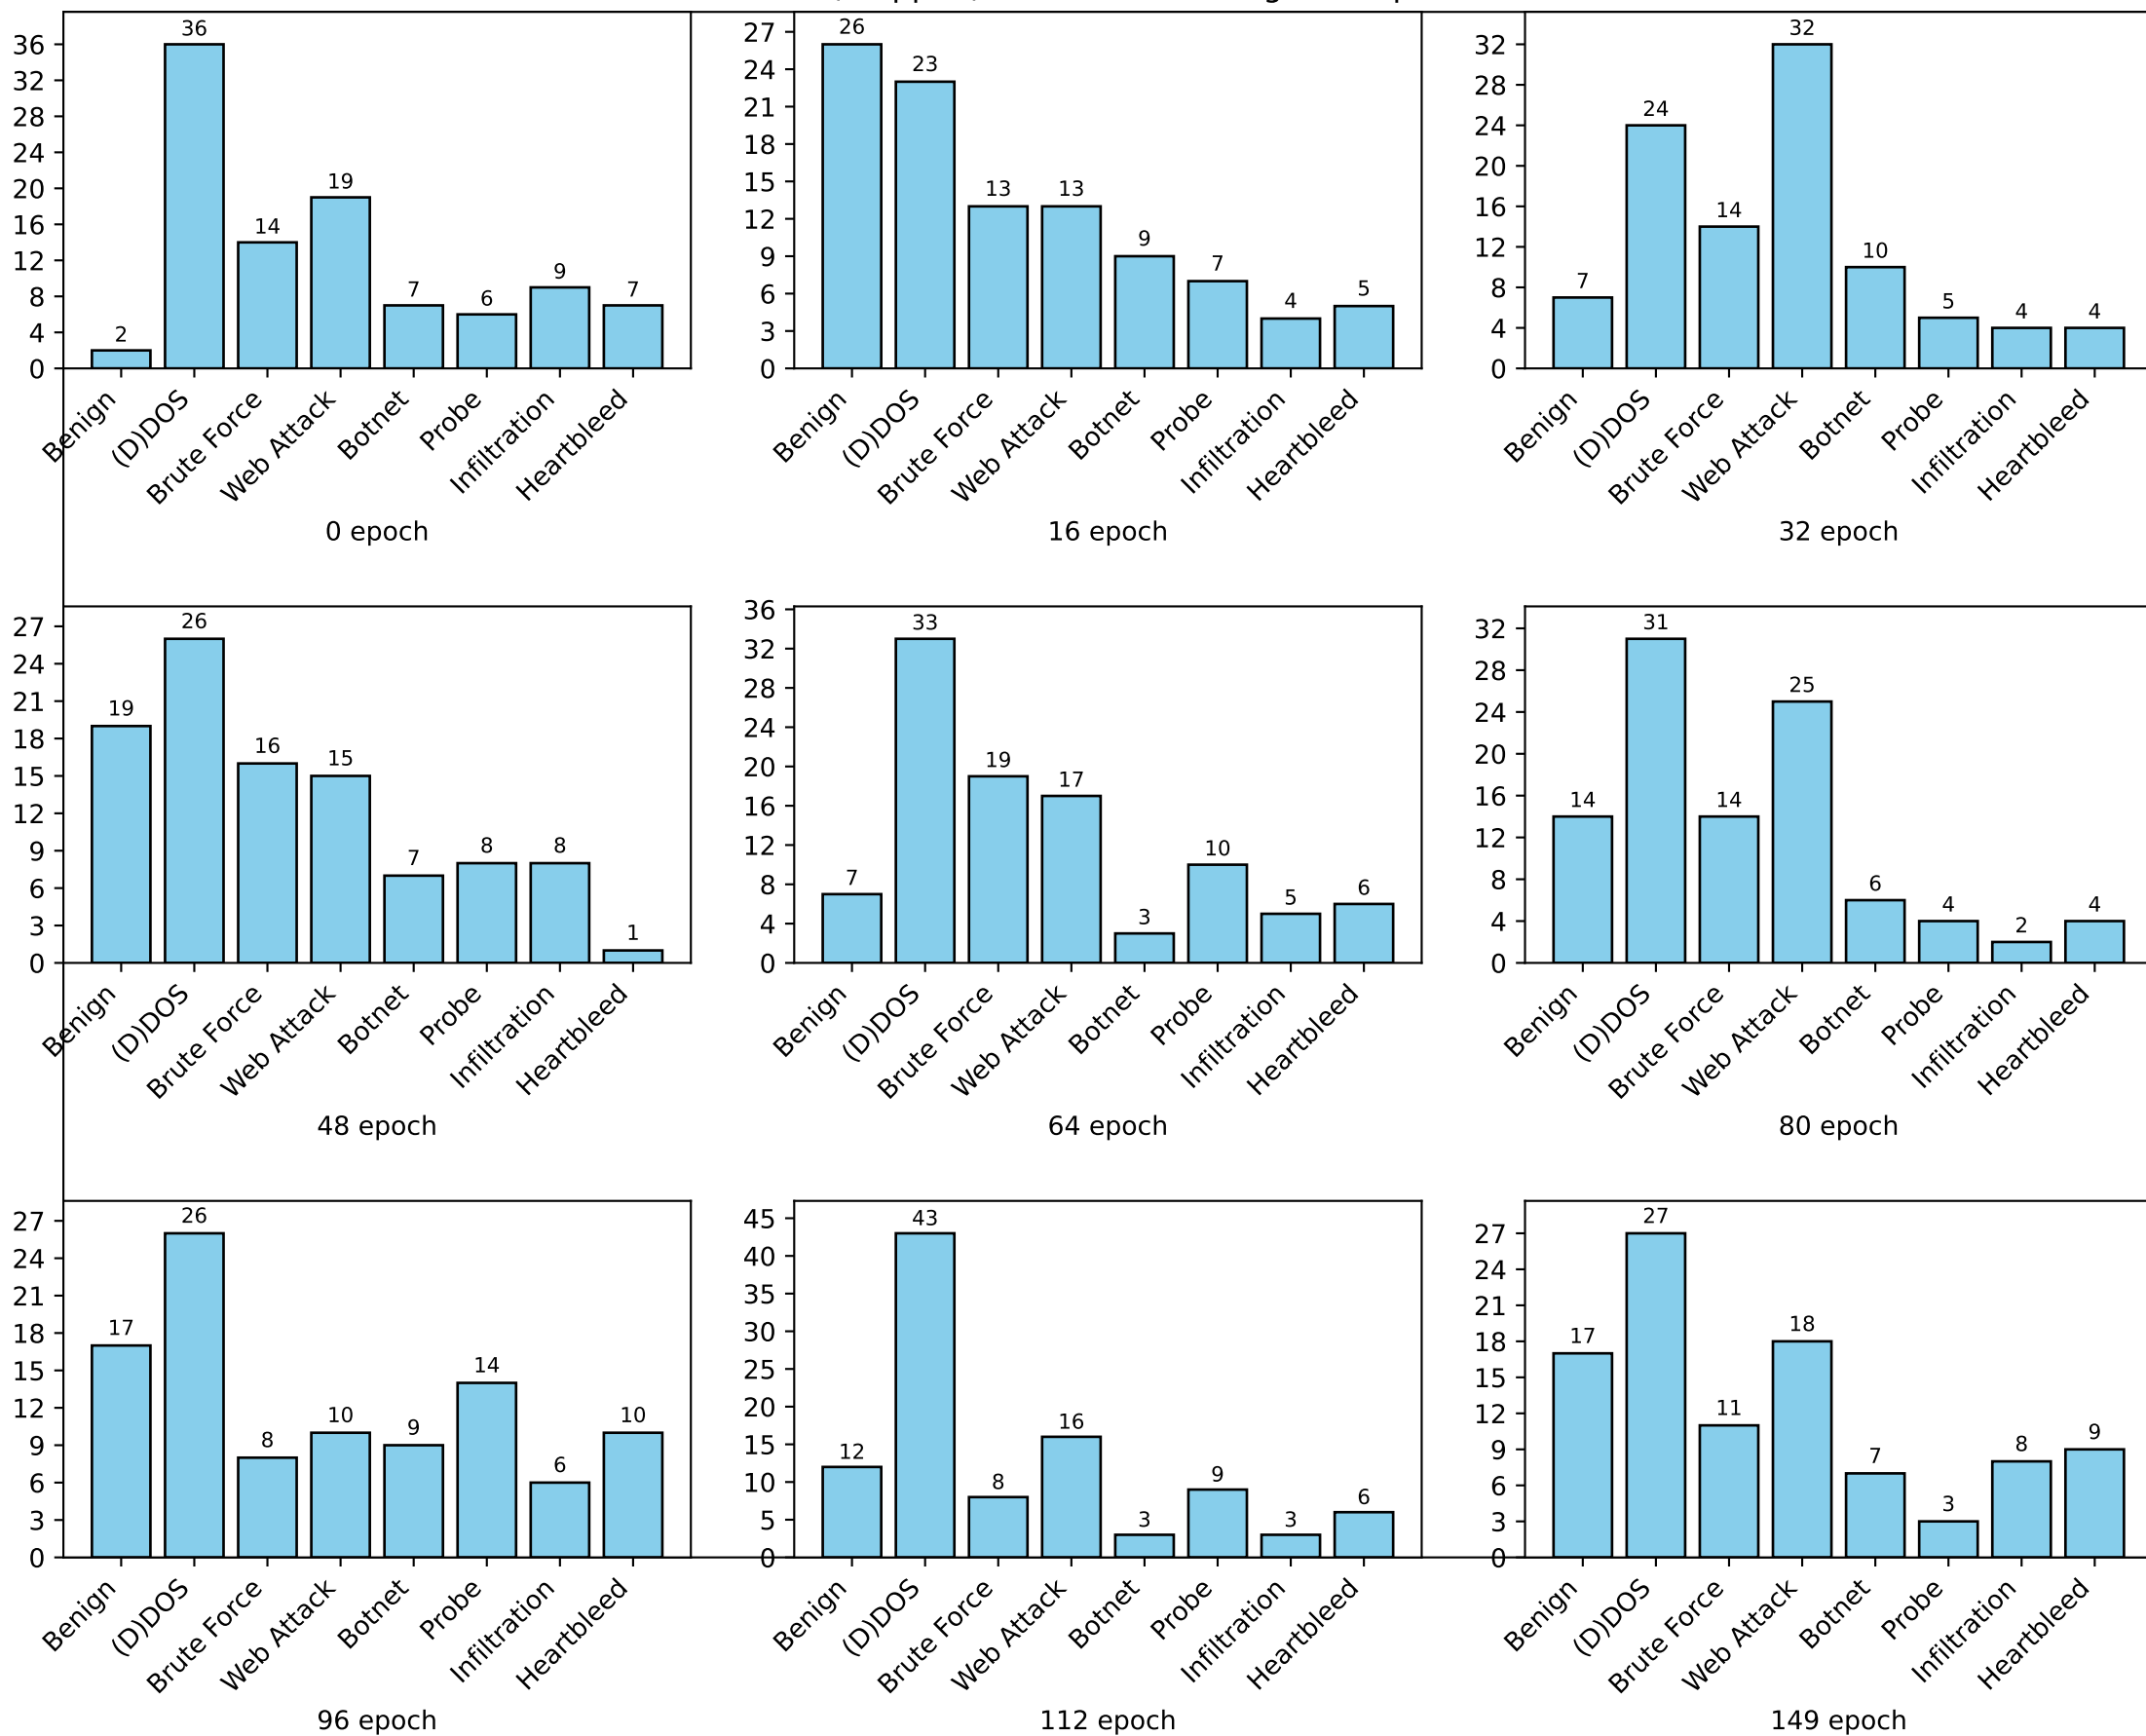 36
32
28
24
20
16
12
8
4
0
2
36
14
19
7
6
9
7
Benign
(D)DOS
Brute Force
Web Attack
Botnet
Probe
Infiltration
Heartbleed
0 epoch
27
24
21
18
15
12
9
6
3
0
26
23
13
13
9
7
4
5
Benign
(D)DOS
Brute Force
Web Attack
Botnet
Probe
Infiltration
Heartbleed
16 epoch
32
28
24
20
16
12
8
4
0
7
24
14
32
10
5
4
4
Benign
(D)DOS
Brute Force
Web Attack
Botnet
Probe
Infiltration
Heartbleed
32 epoch
27
24
21
18
15
12
9
6
3
0
19
26
16
15
7
8
8
1
Benign
(D)DOS
Brute Force
Web Attack
Botnet
Probe
Infiltration
Heartbleed
48 epoch
36
32
28
24
20
16
12
8
4
0
7
33
19
17
3
10
5
6
Benign
(D)DOS
Brute Force
Web Attack
Botnet
Probe
Infiltration
Heartbleed
64 epoch
32
28
24
20
16
12
8
4
0
14
31
14
25
6
4
2
4
Benign
(D)DOS
Brute Force
Web Attack
Botnet
Probe
Infiltration
Heartbleed
80 epoch
27
24
21
18
15
12
9
6
3
0
17
26
8
10
9
14
6
10
Benign
(D)DOS
Brute Force
Web Attack
Botnet
Probe
Infiltration
Heartbleed
96 epoch
45
40
35
30
25
20
15
10
5
0
12
43
8
16
3
9
3
6
Benign
(D)DOS
Brute Force
Web Attack
Botnet
Probe
Infiltration
Heartbleed
112 epoch
27
24
21
18
15
12
9
6
3
0
17
27
11
18
7
3
8
9
Benign
(D)DOS
Brute Force
Web Attack
Botnet
Probe
Infiltration
Heartbleed
149 epoch